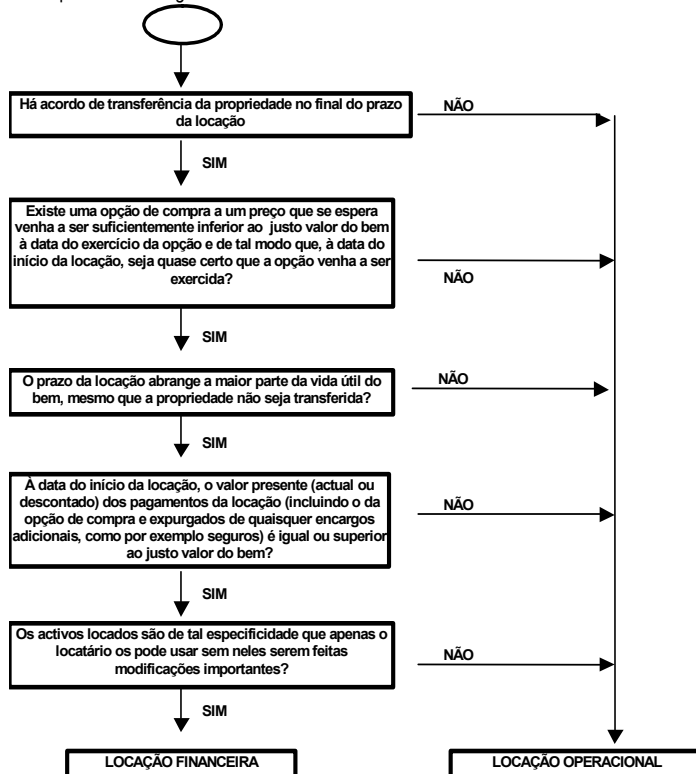 Há acordo de transferência da propriedade no final do prazo
da locação
NÃO
SIM
Existe uma opção de compra a um preço que se espera
venha a ser suficientemente inferior ao justo valor do bem
à data do exercício da opção e de tal modo que, à data do
início da locação, seja quase certo que a opção venha a ser
exercida?
NÃO
SIM
O prazo da locação abrange a maior parte da vida útil do
bem, mesmo que a propriedade não seja transferida?
NÃO
SIM
À data do início da locação, o valor presente (actual ou
descontado) dos pagamentos da locação (incluindo o da
opção de compra e expurgados de quaisquer encargos
adicionais, como por exemplo seguros) é igual ou superior
ao justo valor do bem?
NÃO
SIM
Os activos locados são de tal especificidade que apenas o
locatário os pode usar sem neles serem feitas
modificações importantes?
NÃO
SIM
LOCAÇÃO FINANCEIRA
LOCAÇÃO OPERACIONAL